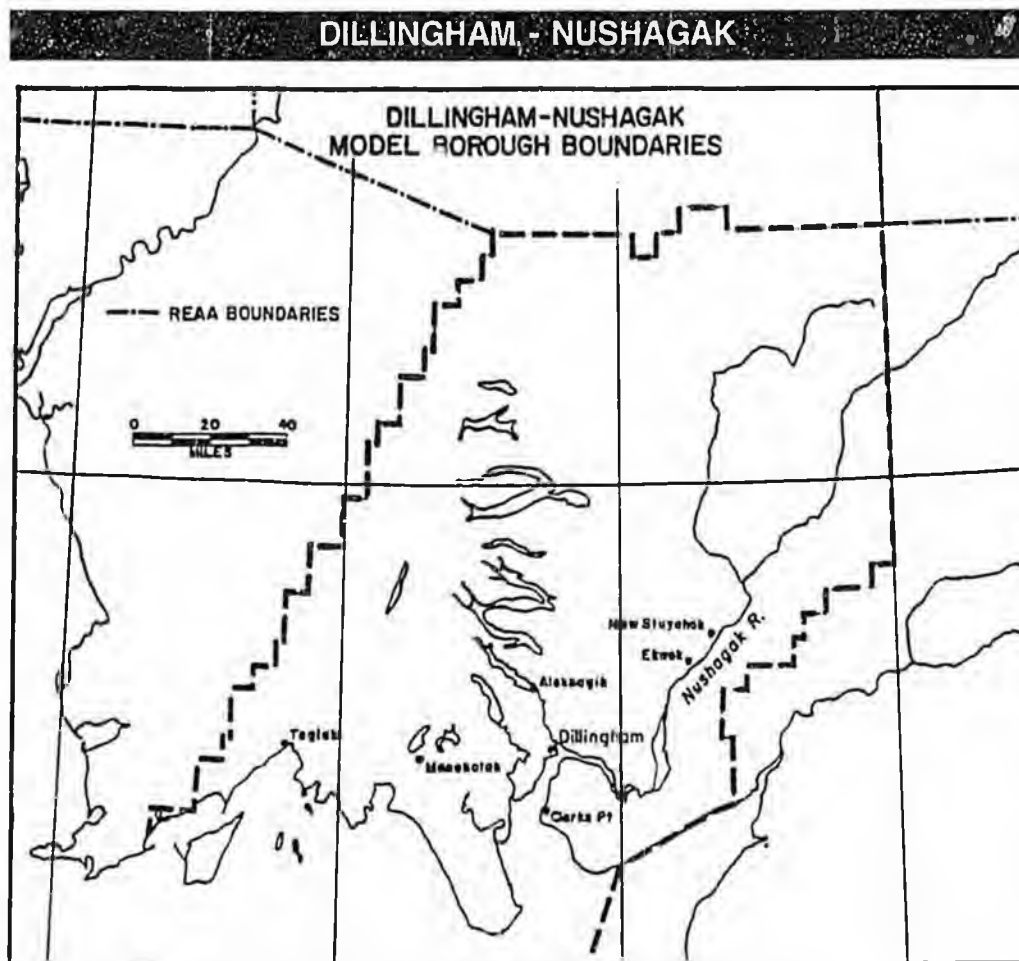 DILLINGHAM - NUSHAGAK
DILLINGHAM-NUSHAGAK
MODEL BOROUGH BOUNDARIES
REAA BOUNDARIES
0 20 40
MILES
New Stuyahok
Ekwok
Nushagak R.
Aleknagik
Togiak
Dillingham
Manokotak
Clarks Pt